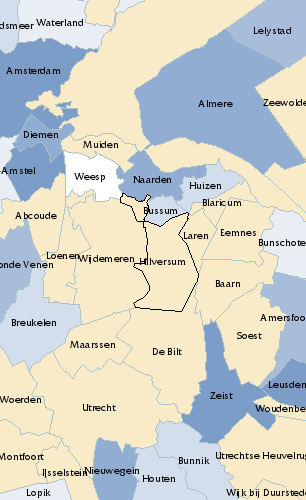 dsmeer
Waterland
Lelystad
Amsterdam
Almere
Zeewolde
Diemen
Muiden
-Amstel
Weesp
Naarden
Huizen
Blaricum
Abcoude
Bussum
Laren
Eemnes
Bunschote
onde Venen
Loenen
Wijdemeren
Hilversum
Baarn
Breukelen
Amersfoo
Soest
Maarssen
De Bilt
Leusden
Woerden
Utrecht
Zeist
Woudenbe
Montfoort
IJsselstein
Nieuwegein
Bunnik
Utrechtse Heuvelrug
Houten
Lopik
Wijk bij Duurstede